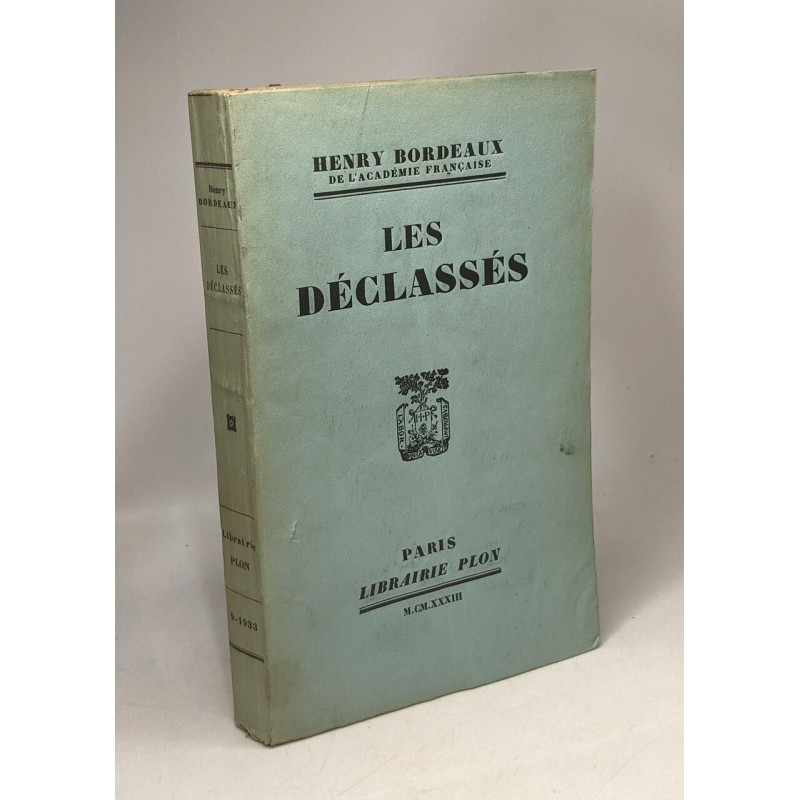 HENRY BORDEAUX
DE L'ACADÉMIE FRANÇAISE
LES
DÉCLASSÉS
LABOR
H·P
PARIS
LIBRAIRIE PLON
M.CM.XXXIII
Henry
BORDEAUX
LES
DÉCLASSÉS
Librairie
PLON
9-1933